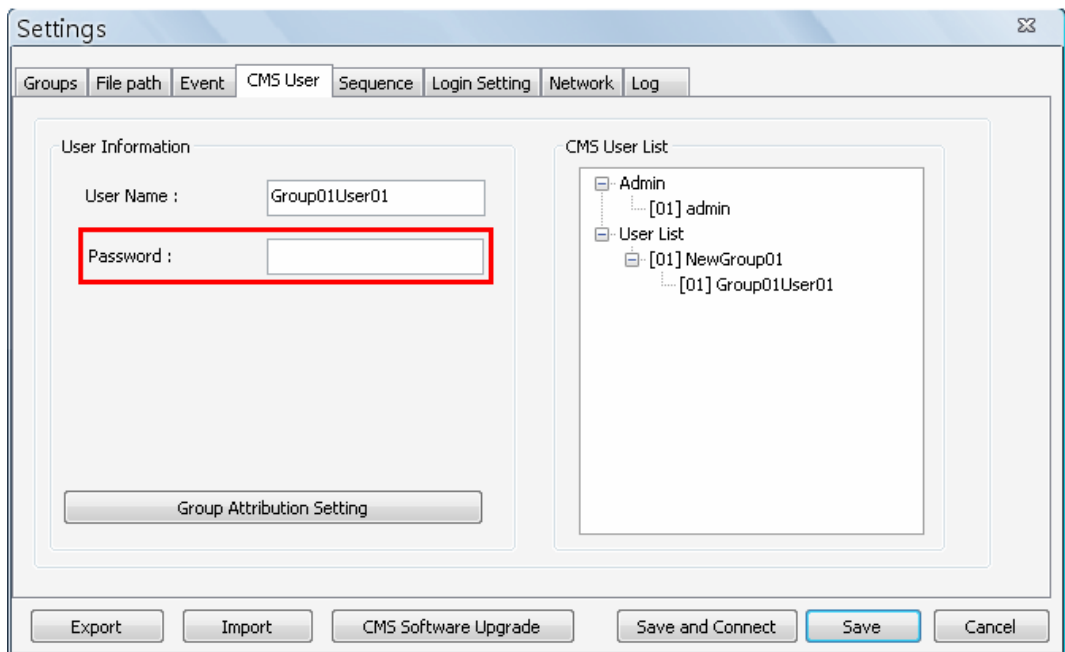 Settings
Groups File path Event CMS User Sequence Login Setting Network Log
User Information
User Name :
Group01User01
Password :
Group Attribution Setting
CMS User List
Admin
[01] admin
User List
[01] NewGroup01
[01] Group01User01
Export Import CMS Software Upgrade Save and Connect Save Cancel